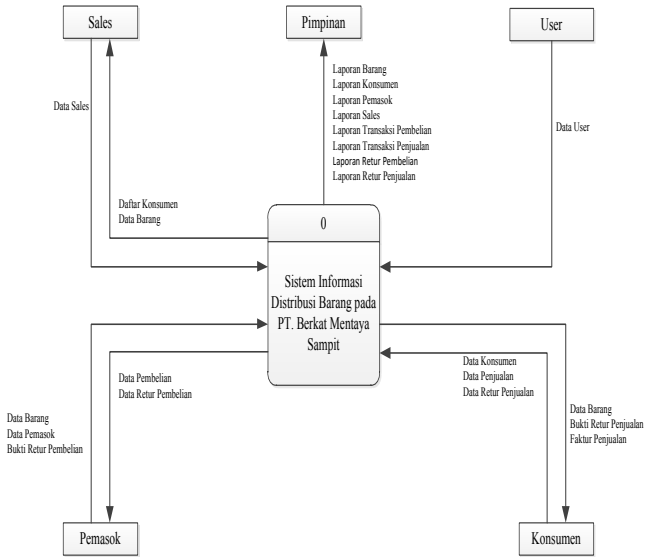 Sales
Pimpinan
User
Laporan Barang
Laporan Konsumen
Laporan Pemasok
Laporan Sales
Laporan Transaksi Pembelian
Laporan Transaksi Penjualan
Laporan Retur Pembelian
Laporan Retur Penjualan
Data Sales
Data User
Daftar Konsumen
Data Barang
0
Sistem Informasi
Distribusi Barang pada
PT. Berkat Mentaya
Sampit
Data Pembelian
Data Retur Pembelian
Data Konsumen
Data Penjualan
Data Retur Penjualan
Data Barang
Data Pemasok
Bukti Retur Pembelian
Data Barang
Bukti Retur Penjualan
Faktur Penjualan
Pemasok
Konsumen